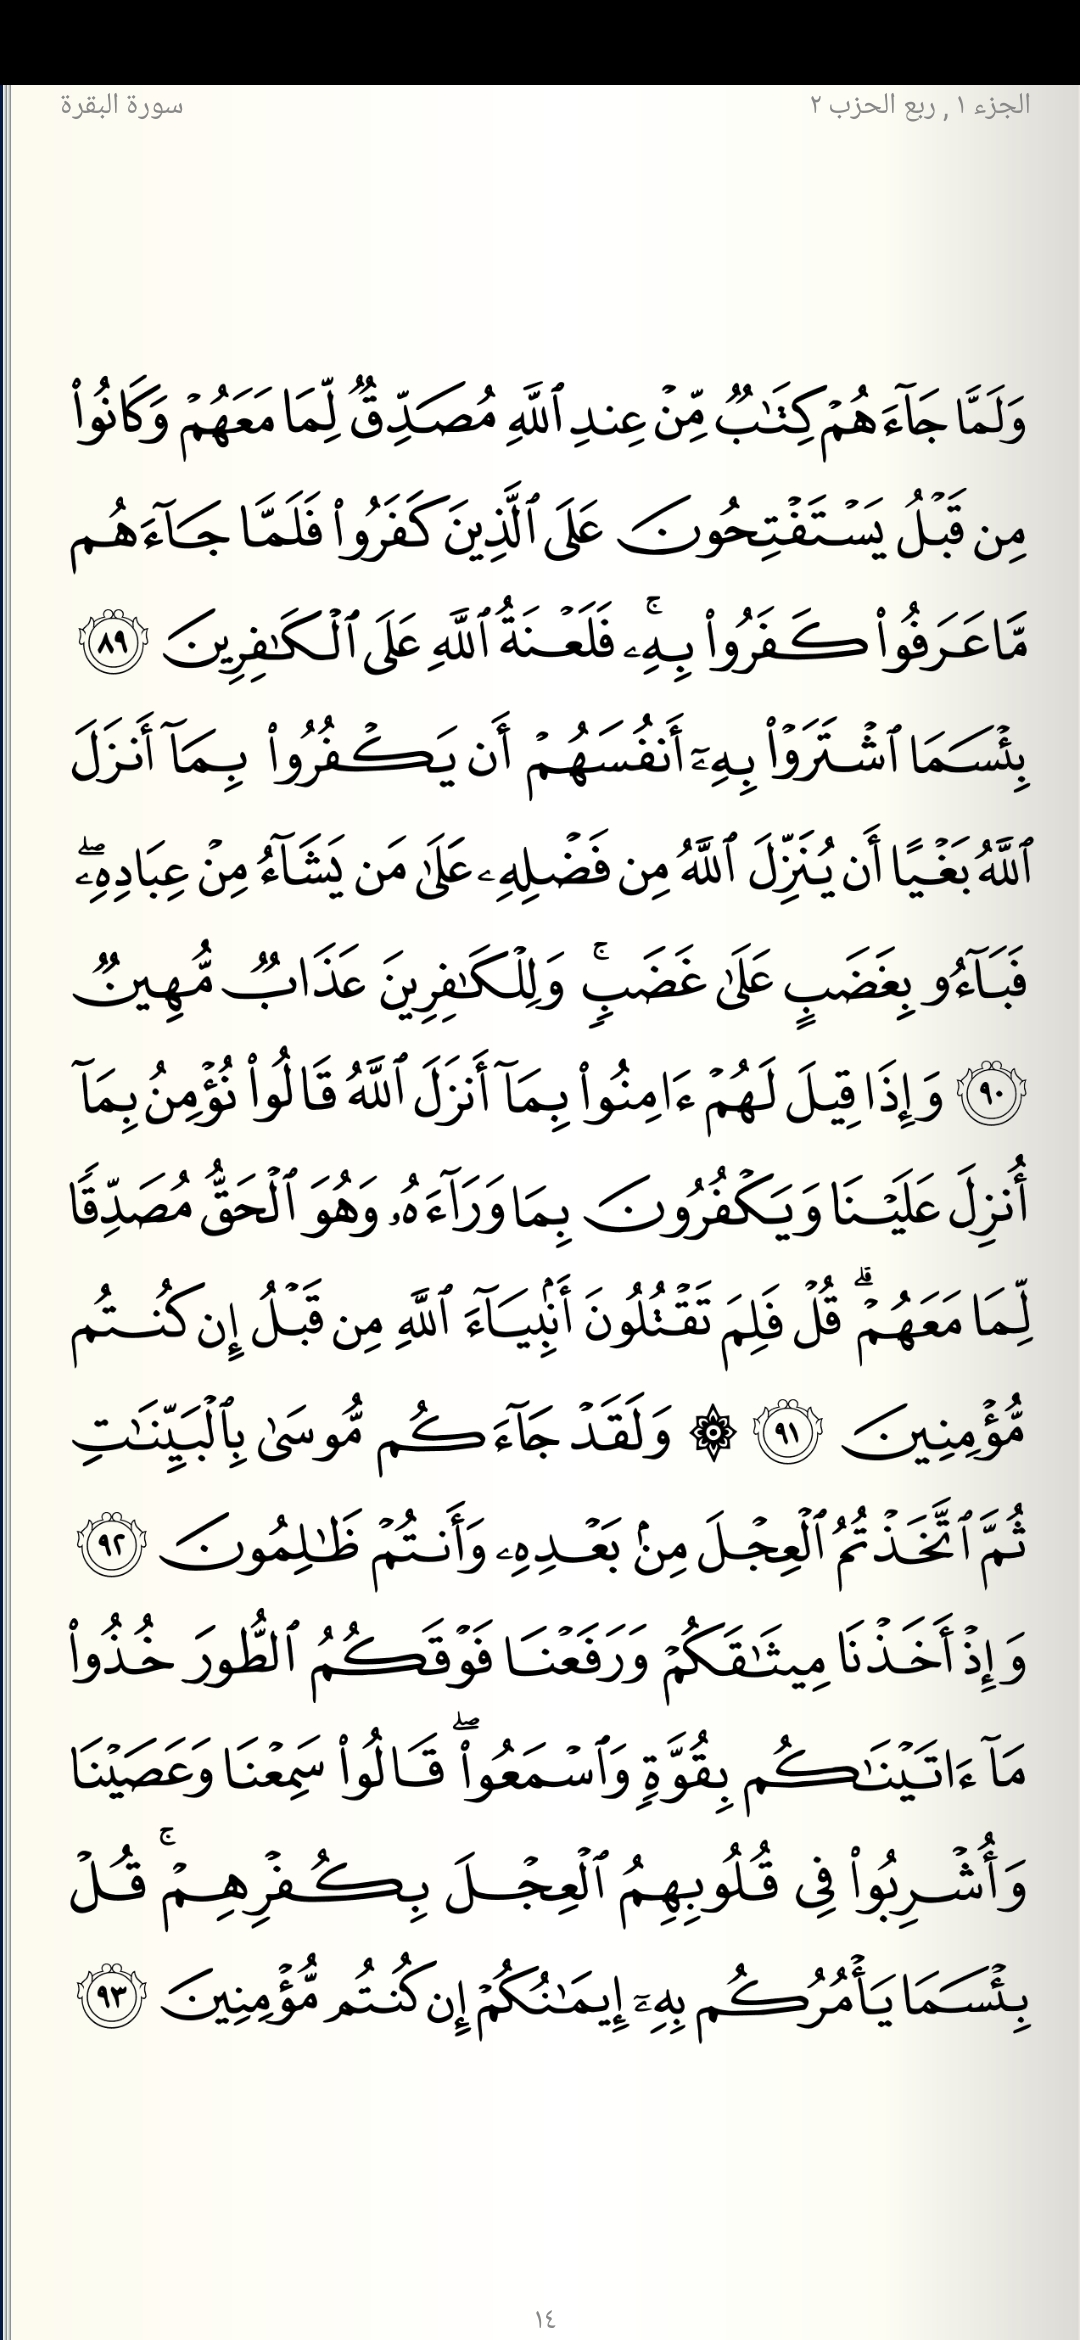 الجزء ١ , ربع الحزب ٢
سورة البقرة
وَلَمَّا جَآءَهُمْ كِتَٰبٌ مِّنْ عِندِ ٱللَّهِ مُصَدِّقٌ لِّمَا مَعَهُمْ وَكَانُوا۟
مِن قَبْلُ يَسْتَفْتِحُونَ عَلَى ٱلَّذِينَ كَفَرُوا۟ فَلَمَّا جَآءَهُم
مَّا عَرَفُوا۟ كَفَرُوا۟ بِهِۦ ۚ فَلَعْنَةُ ٱللَّهِ عَلَى ٱلْكَٰفِرِينَ ٨٩
بِئْسَمَا ٱشْتَرَوْا۟ بِهِۦٓ أَنفُسَهُمْ أَن يَكْفُرُوا۟ بِمَآ أَنزَلَ
ٱللَّهُ بَغْيًا أَن يُنَزِّلَ ٱللَّهُ مِن فَضْلِهِۦ عَلَىٰ مَن يَشَآءُ مِنْ عِبَادِهِۦ ۖ
فَبَآءُو بِغَضَبٍ عَلَىٰ غَضَبٍ ۚ وَلِلْكَٰفِرِينَ عَذَابٌ مُّهِينٌ
٩٠ وَإِذَا قِيلَ لَهُمْ ءَامِنُوا۟ بِمَآ أَنزَلَ ٱللَّهُ قَالُوا۟ نُؤْمِنُ بِمَآ
أُنزِلَ عَلَيْنَا وَيَكْفُرُونَ بِمَا وَرَآءَهُۥ وَهُوَ ٱلْحَقُّ مُصَدِّقًا
لِّمَا مَعَهُمْ ۗ قُلْ فَلِمَ تَقْتُلُونَ أَنۢبِيَآءَ ٱللَّهِ مِن قَبْلُ إِن كُنتُم
مُّؤْمِنِينَ ٩١ ۞ وَلَقَدْ جَآءَكُم مُّوسَىٰ بِٱلْبَيِّنَٰتِ
ثُمَّ ٱتَّخَذْتُمُ ٱلْعِجْلَ مِنۢ بَعْدِهِۦ وَأَنتُمْ ظَٰلِمُونَ ٩٢
وَإِذْ أَخَذْنَا مِيثَٰقَكُمْ وَرَفَعْنَا فَوْقَكُمُ ٱلطُّورَ خُذُوا۟
مَآ ءَاتَيْنَٰكُم بِقُوَّةٍ وَٱسْمَعُوا۟ ۖ قَالُوا۟ سَمِعْنَا وَعَصَيْنَا
وَأُشْرِبُوا۟ فِى قُلُوبِهِمُ ٱلْعِجْلَ بِكُفْرِهِمْ ۚ قُلْ
بِئْسَمَا يَأْمُرُكُم بِهِۦٓ إِيمَٰنُكُمْ إِن كُنتُم مُّؤْمِنِينَ ٩٣
١٤